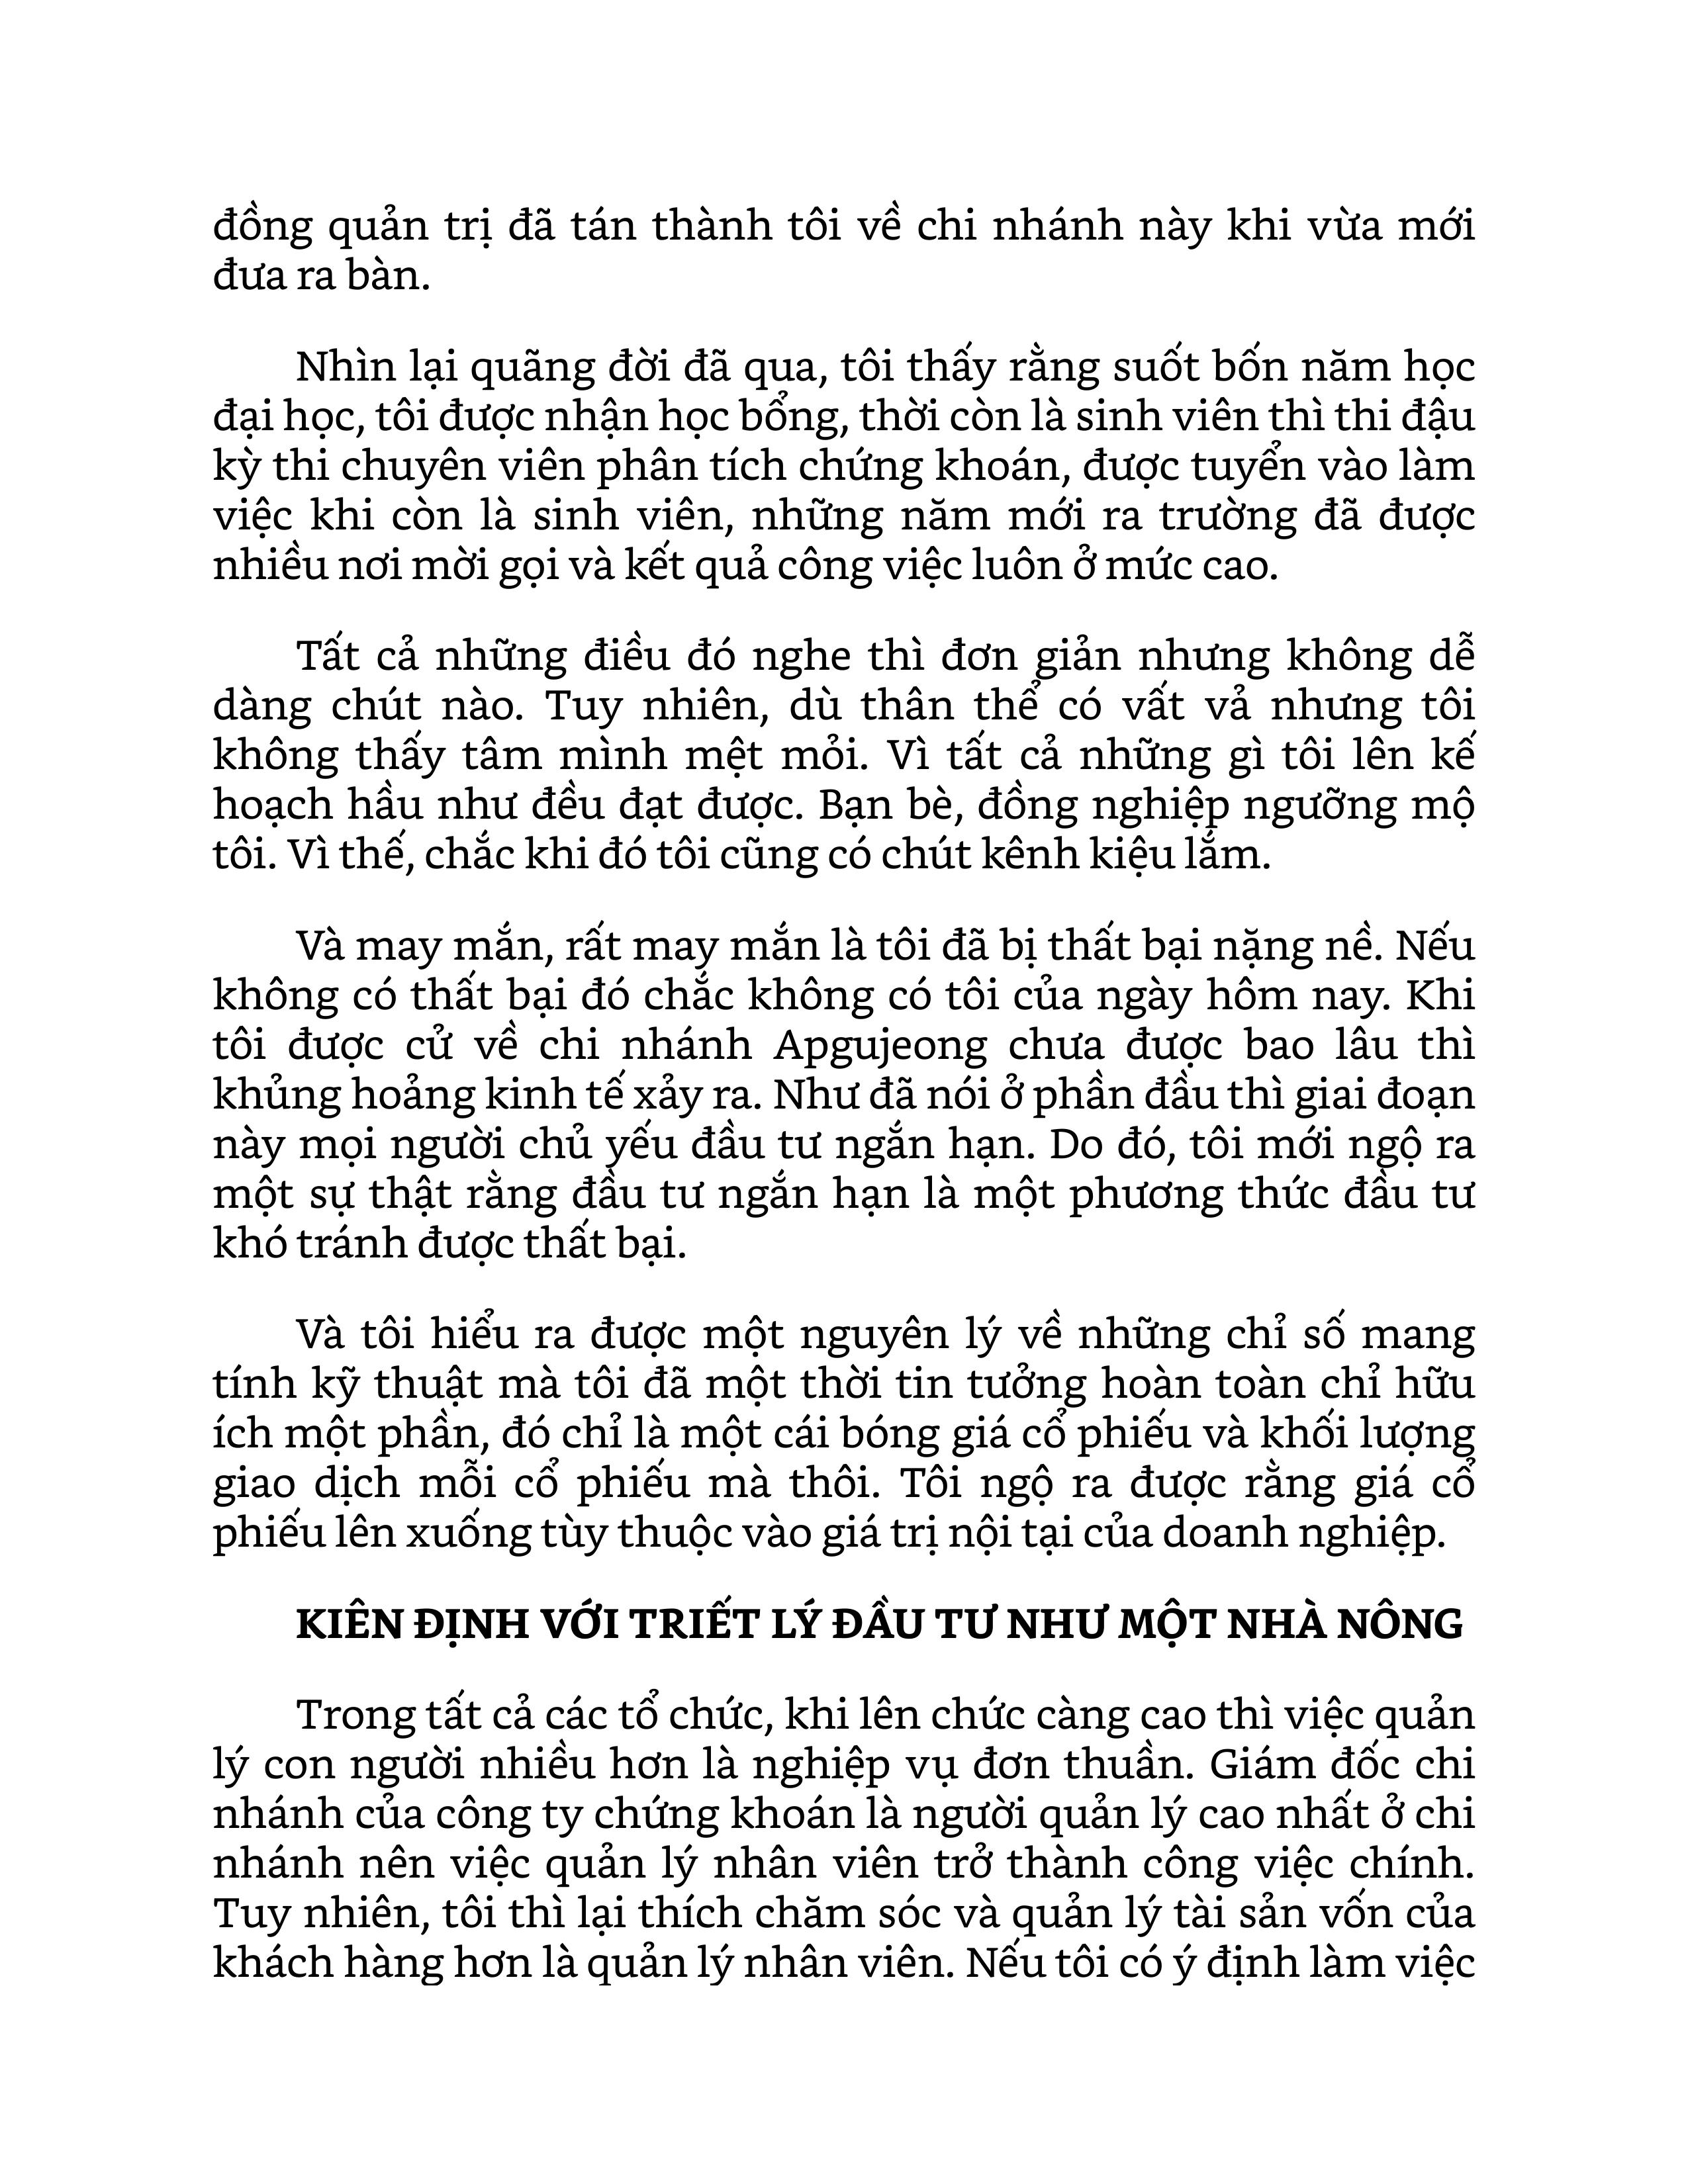 đồng quản trị đã tán thành tôi về chi nhánh này khi vừa mới
đưa ra bàn.
Nhìn lại quãng đời đã qua, tôi thấy rằng suốt bốn năm học
đại học, tôi được nhận học bổng, thời còn là sinh viên thì thi đậu
kỳ thi chuyên viên phân tích chứng khoán, được tuyển vào làm
việc khi còn là sinh viên, những năm mới ra trường đã được
nhiều nơi mời gọi và kết quả công việc luôn ở mức cao.
Tất cả những điều đó nghe thì đơn giản nhưng không dễ
dàng chút nào. Tuy nhiên, dù thân thể có vất vả nhưng tôi
không thấy tâm mình mệt mỏi. Vì tất cả những gì tôi lên kế
hoạch hầu như đều đạt được. Bạn bè, đồng nghiệp ngưỡng mộ
tôi. Vì thế, chắc khi đó tôi cũng có chút kênh kiệu lắm.
Và may mắn, rất may mắn là tôi đã bị thất bại nặng nề. Nếu
không có thất bại đó chắc không có tôi của ngày hôm nay. Khi
tôi được cử về chi nhánh Apgujeong chưa được bao lâu thì
khủng hoảng kinh tế xảy ra. Như đã nói ở phần đầu thì giai đoạn
này mọi người chủ yếu đầu tư ngắn hạn. Do đó, tôi mới ngộ ra
một sự thật rằng đầu tư ngắn hạn là một phương thức đầu tư
khó tránh được thất bại.
Và tôi hiểu ra được một nguyên lý về những chỉ số mang
tính kỹ thuật mà tôi đã một thời tin tưởng hoàn toàn chỉ hữu
ích một phần, đó chỉ là một cái bóng giá cổ phiếu và khối lượng
giao dịch mỗi cổ phiếu mà thôi. Tôi ngộ ra được rằng giá cổ
phiếu lên xuống tùy thuộc vào giá trị nội tại của doanh nghiệp.
KIÊN ĐỊNH VỚI TRIẾT LÝ ĐẦU TƯ NHƯ MỘT NHÀ NÔNG
Trong tất cả các tổ chức, khi lên chức càng cao thì việc quản
lý con người nhiều hơn là nghiệp vụ đơn thuần. Giám đốc chi
nhánh của công ty chứng khoán là người quản lý cao nhất ở chi
nhánh nên việc quản lý nhân viên trở thành công việc chính.
Tuy nhiên, tôi thì lại thích chăm sóc và quản lý tài sản vốn của
khách hàng hơn là quản lý nhân viên. Nếu tôi có ý định làm việc